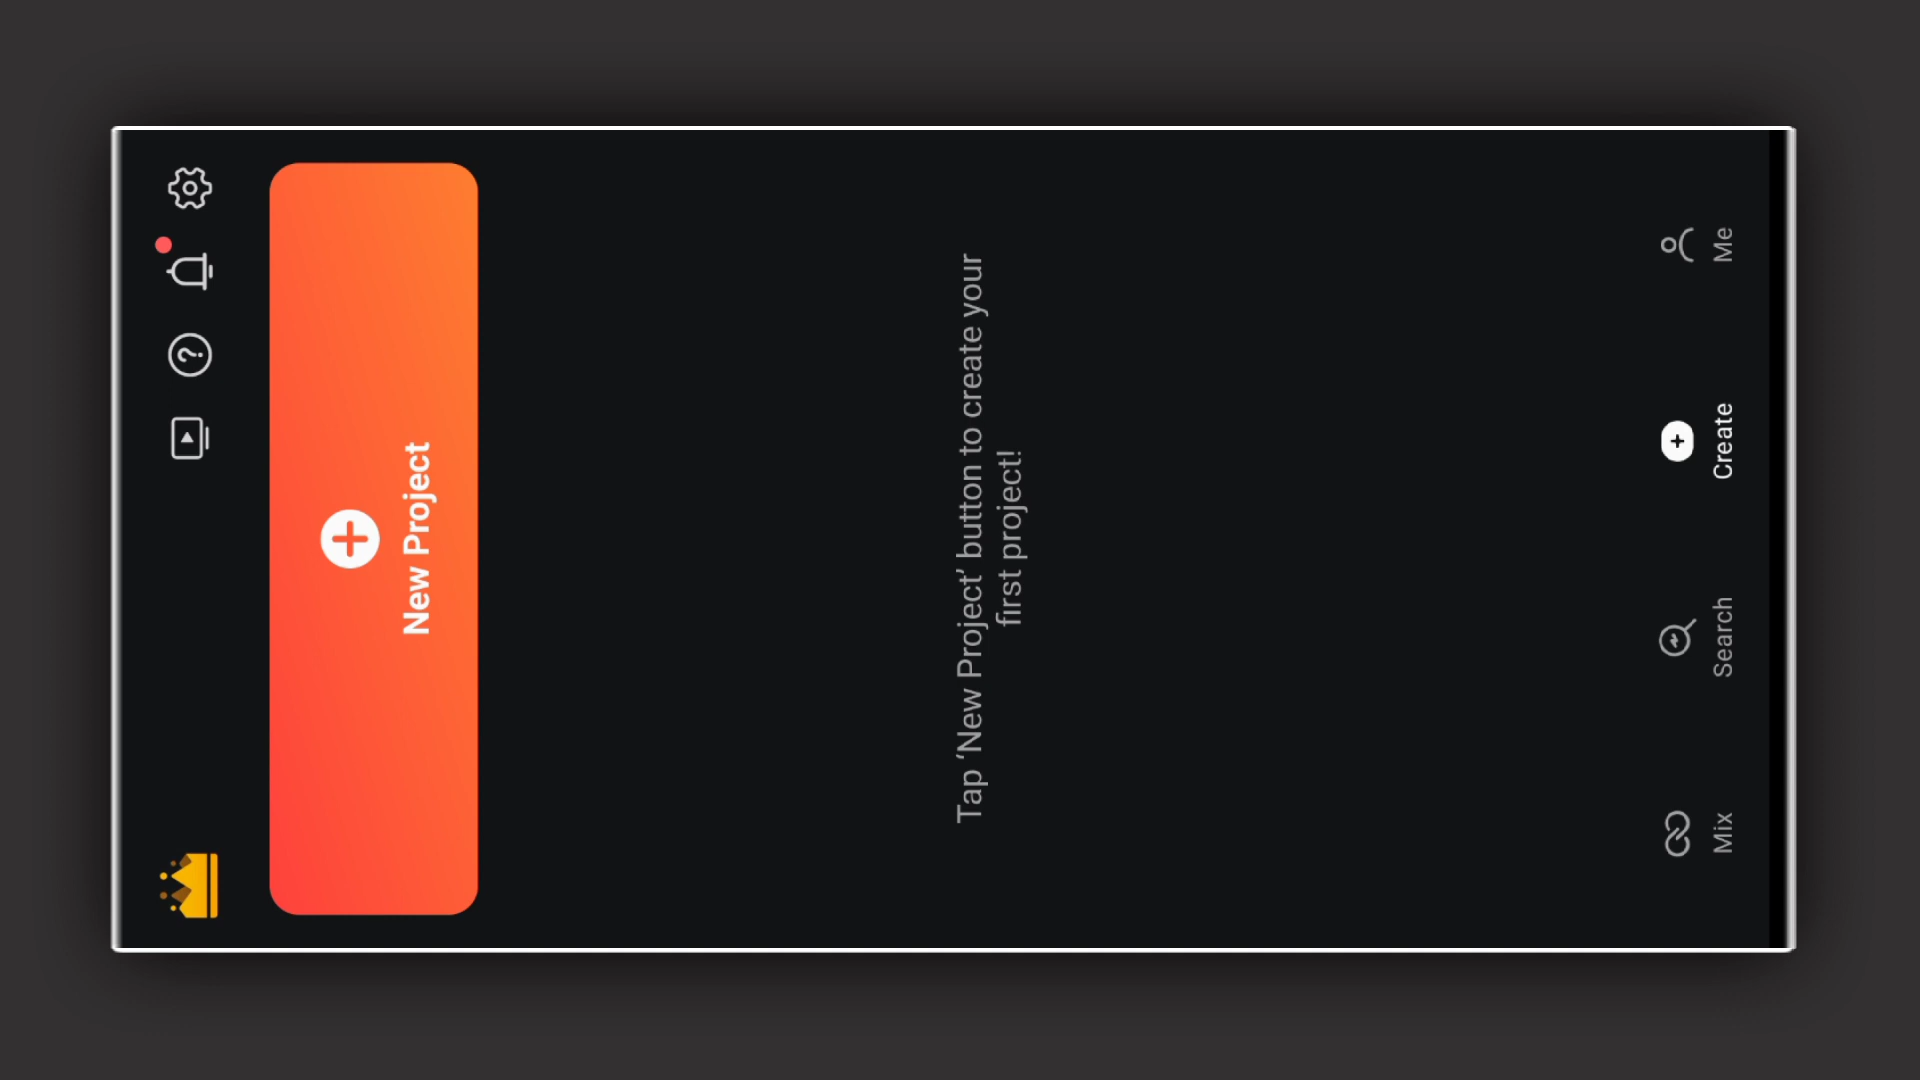 New Project
Tap ‘New Project’ button to create your
first project!
Mix
Search
Create
Me